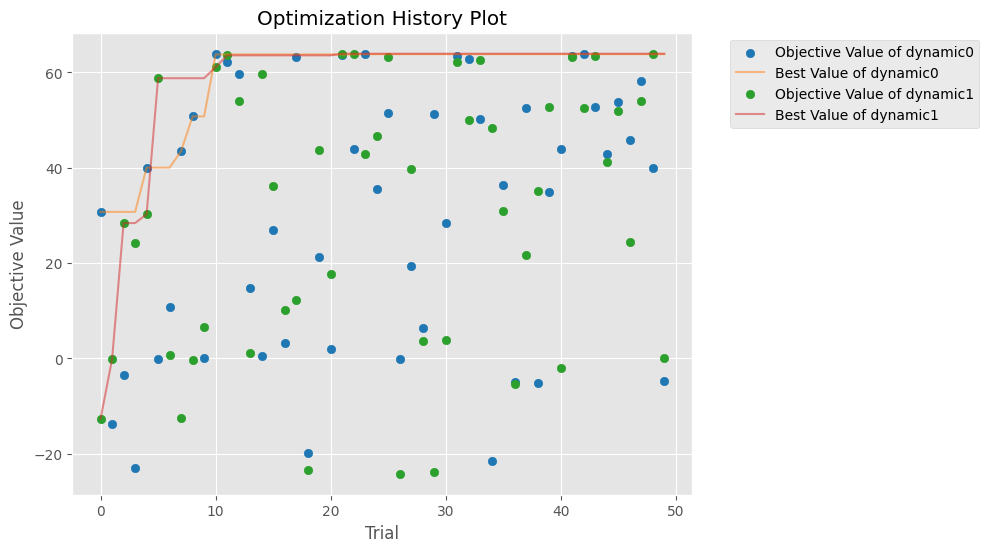 Optimization History Plot
Objective Value of dynamic0
Best Value of dynamic0
Objective Value of dynamic1
Best Value of dynamic1
Objective Value
60
40
20
0
−20
0 10 20 30 40 50
Trial